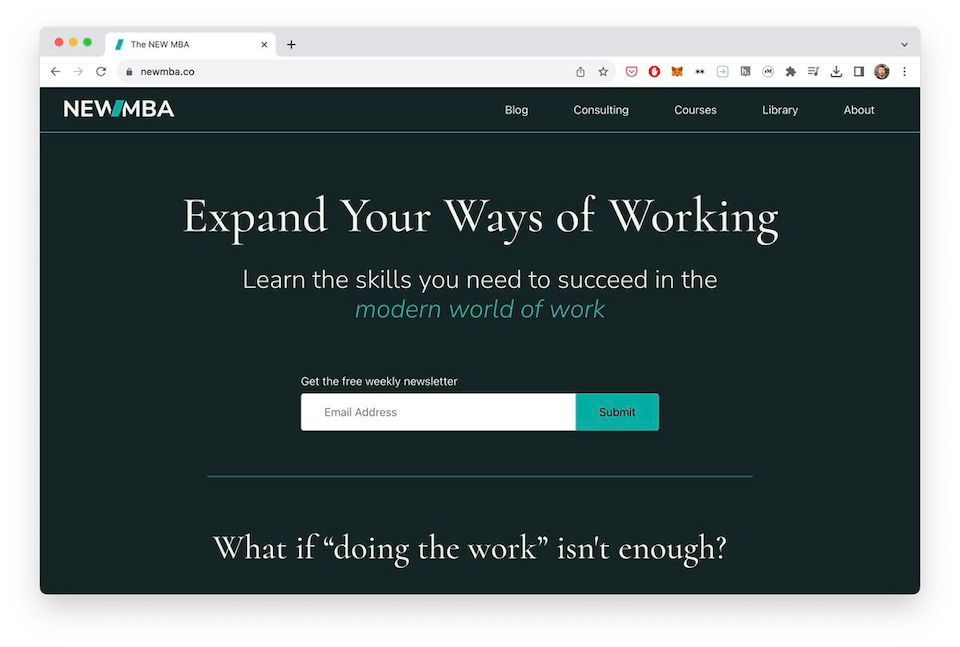 The NEW MBA
newmba.co
NEW MBA
Blog Consulting Courses Library About
Expand Your Ways of Working
Learn the skills you need to succeed in the
modern world of work
Get the free weekly newsletter
Email Address Submit
What if “doing the work” isn't enough?